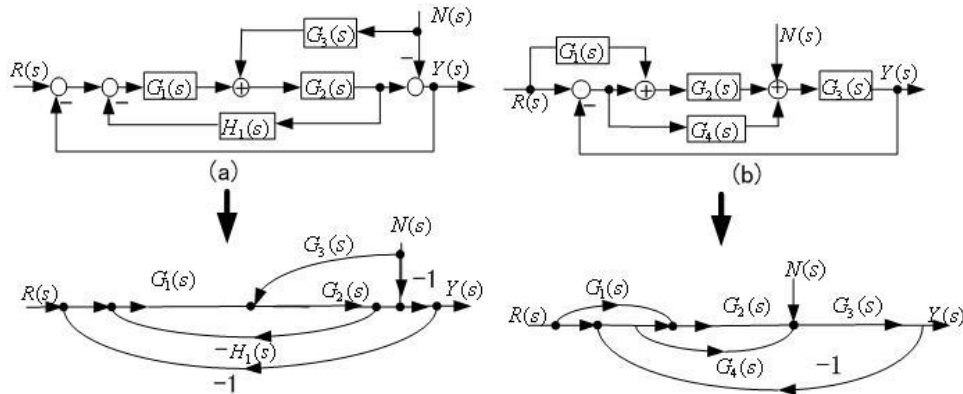 N(s)
G₃(s)
R(s)
−
−
G₁(s)
+
G₂(s)
−
Y(s)
H₁(s)
(a)
G₁(s)
N(s)
R(s)
−
+
G₂(s)
+
G₃(s)
Y(s)
G₄(s)
(b)
N(s)
G₃(s)
R(s)
G₁(s)
G₂(s)
−1
Y(s)
−H₁(s)
−1
N(s)
G₁(s)
R(s)
G₂(s)
G₃(s)
Y(s)
G₄(s)
−1